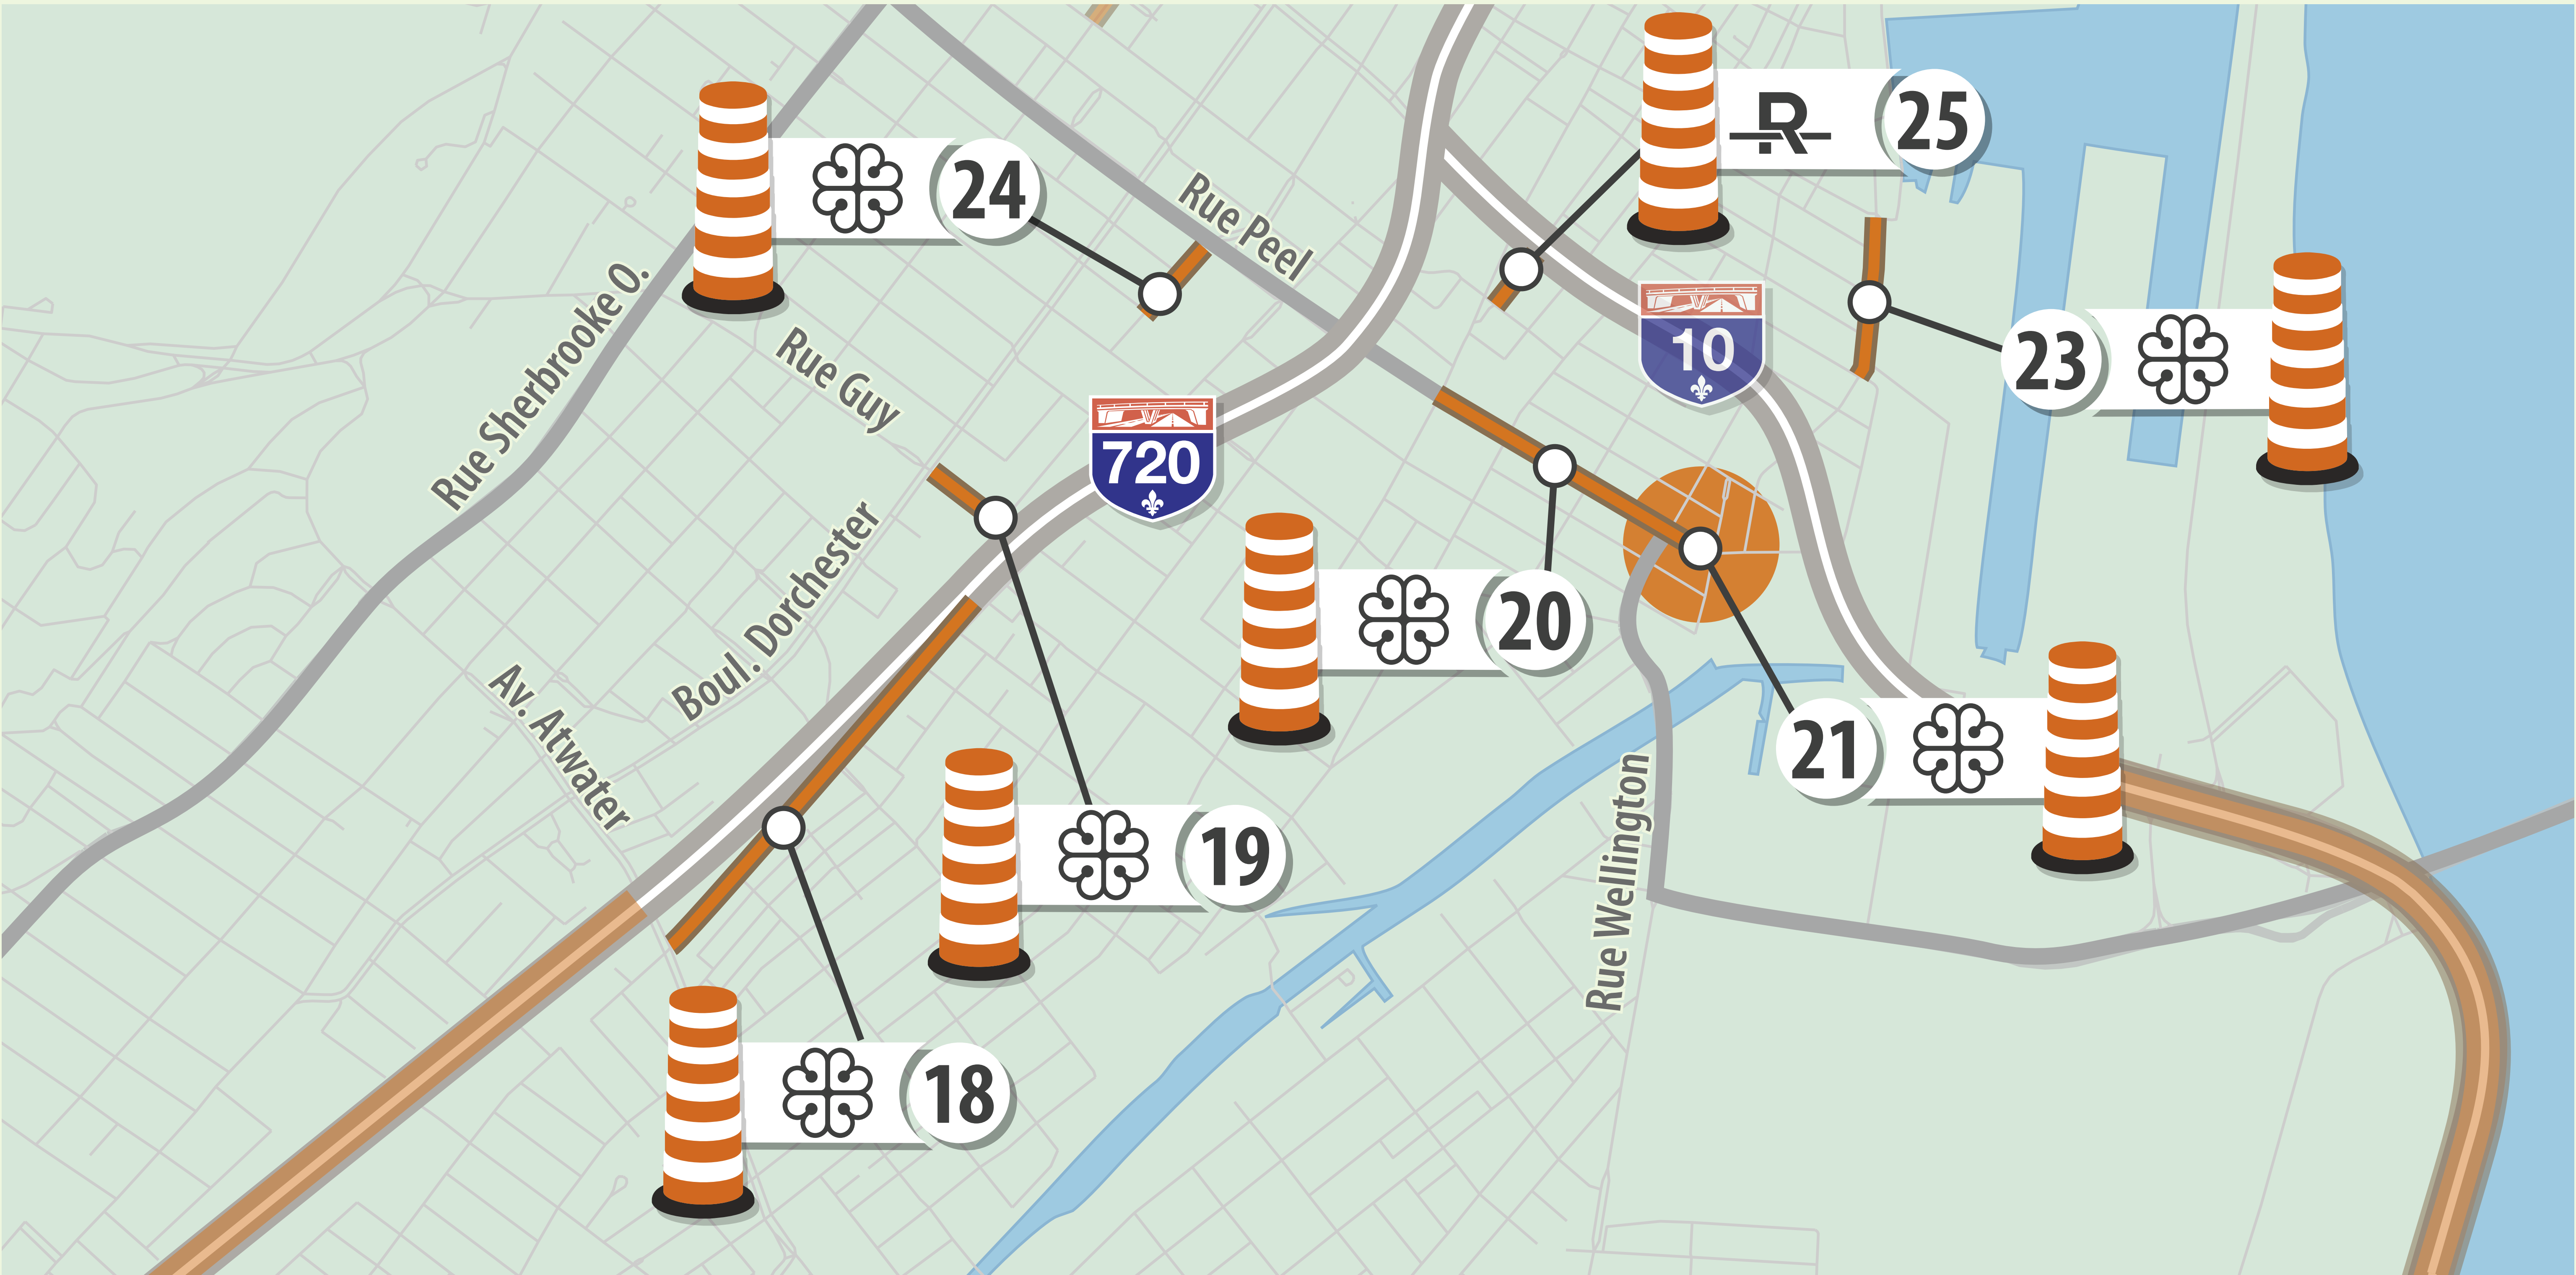 25
24
Rue Peel
Rue Sherbrooke O.
10
23
Rue Guy
720
Boul. Dorchester
20
Av. Atwater
21
Rue Wellington
19
18